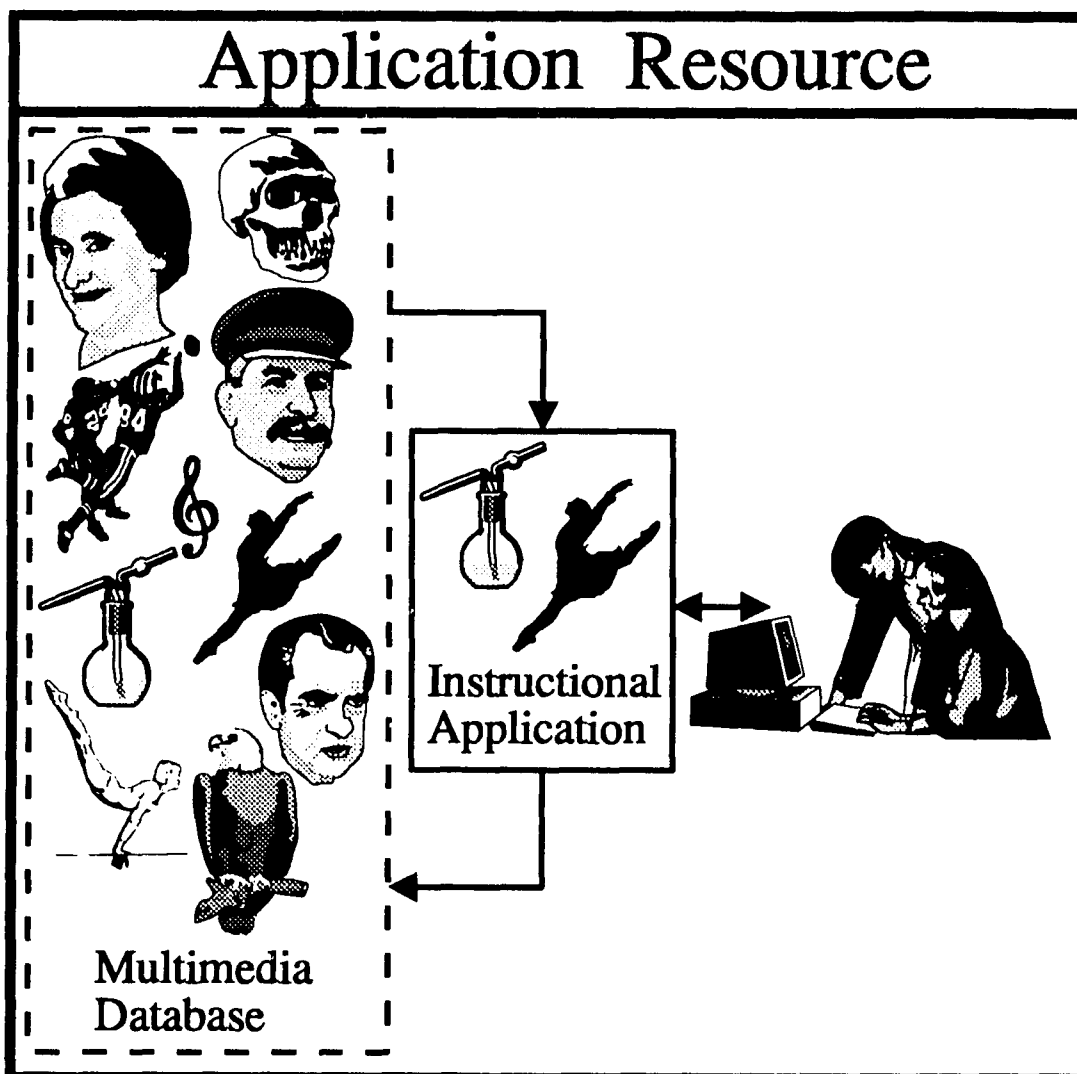 Application Resource
Instructional
Application
Multimedia
Database